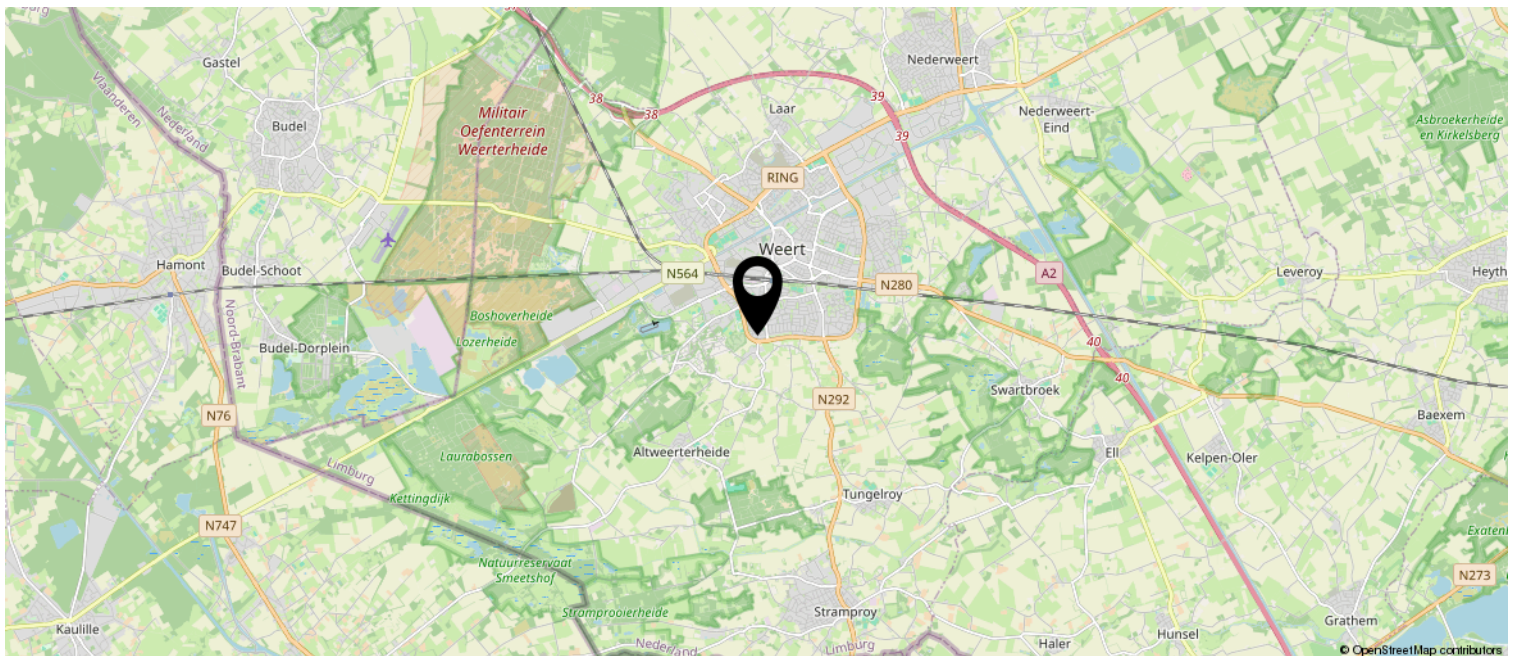 Gastel
Nederweert
Vlaanderen
Nederland
38
38
39
Laar
Nederweert-
Eind
Budel
Militair
Oefenterrein
Weerterheide
39
Asbroekerheide
en Kirkelsberg
RING
Weert
Hamont
Budel-Schoot
N564
N280
A2
Leveroy
Noord-Brabant
Boshoverheide
Lozerheide
Budel-Dorplein
40
40
Swartbroek
N76
N292
Baexem
Altweerterheide
Ell
Kelpen-Oler
Laurabossen
Limburg
Kettingdijk
Tungelroy
N747
Natuurreservaat
Smeetshof
N273
Stramprooierheide
Stramproy
Kaulille
Grathem
Hunsel
Haler
Nederland
Limburg
© OpenStreetMap contributors